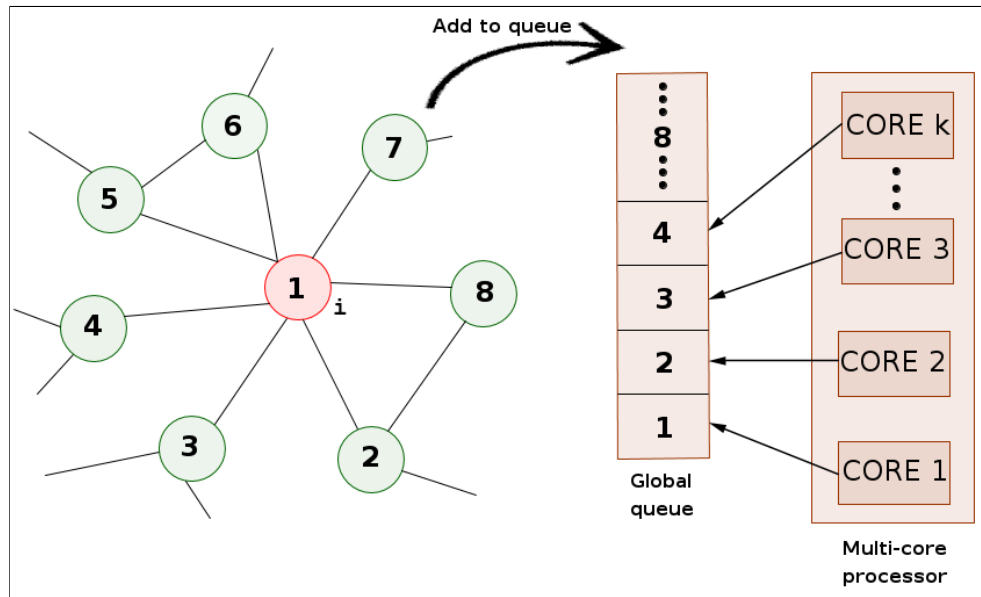 Add to queue
6
7
5
1
i
8
4
3
2
8
4
3
2
1
Global
queue
CORE k
CORE 3
CORE 2
CORE 1
Multi-core
processor